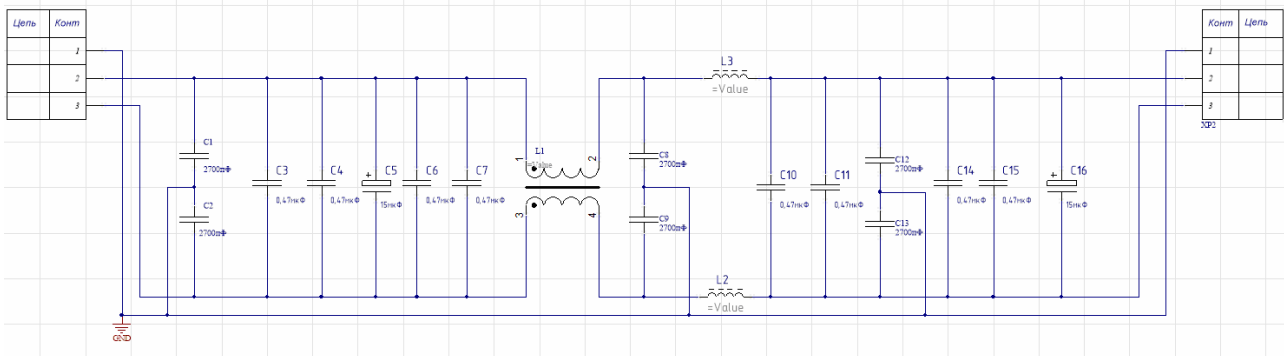 Цепь Конт
1
2
3
Конт Цепь
1
2
3
XP2
L3
=Value
C1
2700пФ
C2
2700пФ
C3
0,47мкФ
C4
0,47мкФ
+
C5
15мкФ
C6
0,47мкФ
C7
0,47мкФ
L1
=Value
1
2
3
4
C8
2700пФ
C9
2700пФ
C10
0,47мкФ
C11
0,47мкФ
C12
2700пФ
C13
2700пФ
C14
0,47мкФ
C15
0,47мкФ
+
C16
15мкФ
L2
=Value
GND